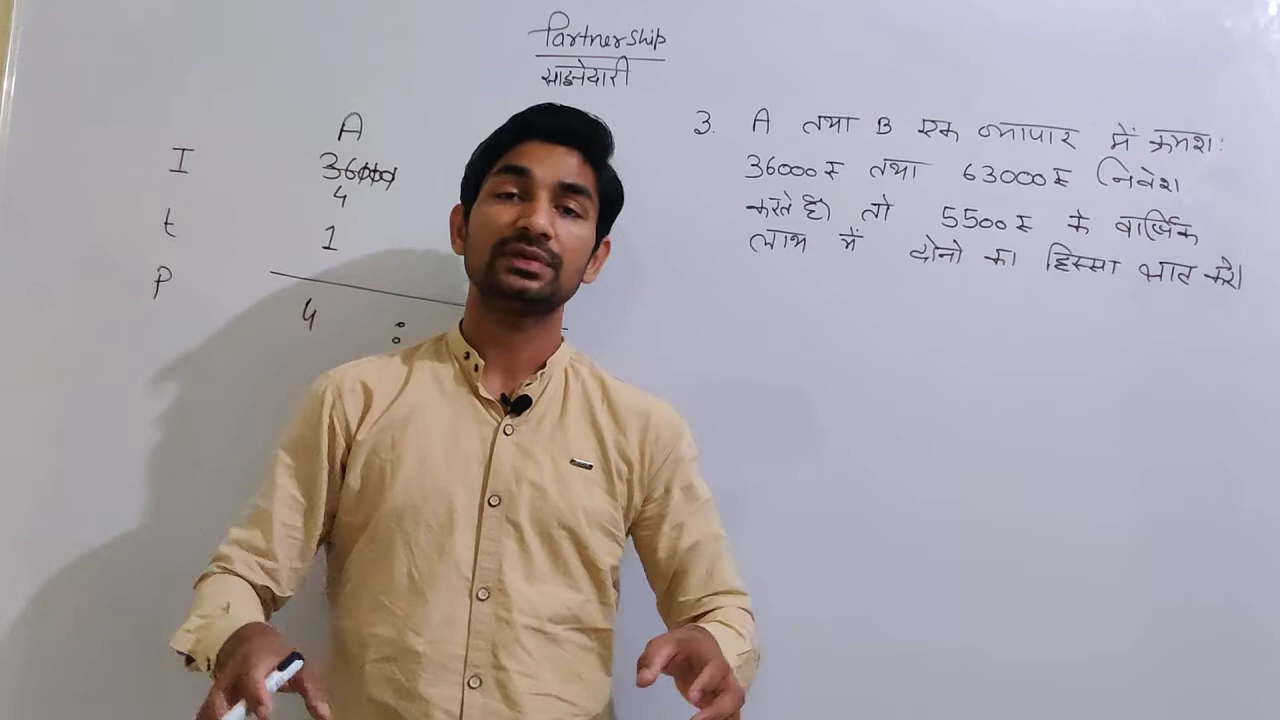 Partnership
साझेदारी
A
I 36000
4
t 1
P
4 :
3. A तथा B एक व्यापार में क्रमशः
36000₹ तथा 63000₹ निवेश
करते है। तो 5500₹ के वार्षिक
लाभ में दोनो का हिस्सा ज्ञात करे।